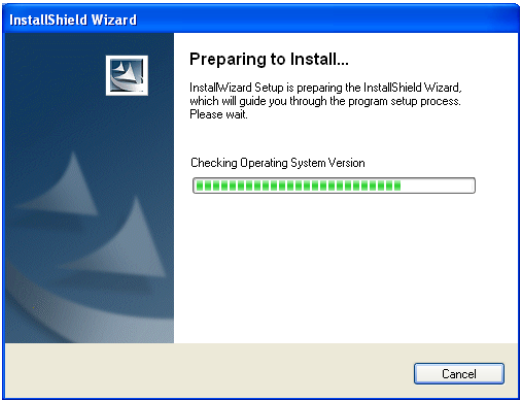 InstallShield Wizard
Preparing to Install...
InstallWizard Setup is preparing the InstallShield Wizard,
which will guide you through the program setup process.
Please wait.
Checking Operating System Version
Cancel